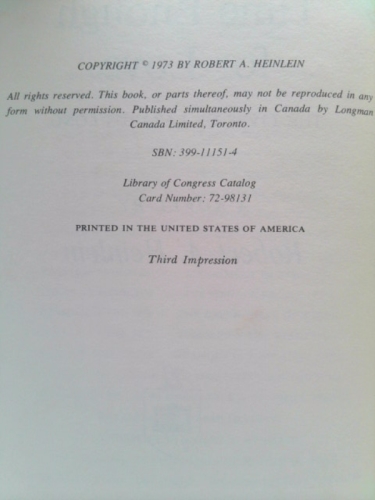 COPYRIGHT © 1973 BY ROBERT A. HEINLEIN
All rights reserved. This book, or parts thereof, may not be reproduced in any
form without permission. Published simultaneously in Canada by Longman
Canada Limited, Toronto.
SBN: 399-11151-4
Library of Congress Catalog
Card Number: 72-98131
PRINTED IN THE UNITED STATES OF AMERICA
Third Impression